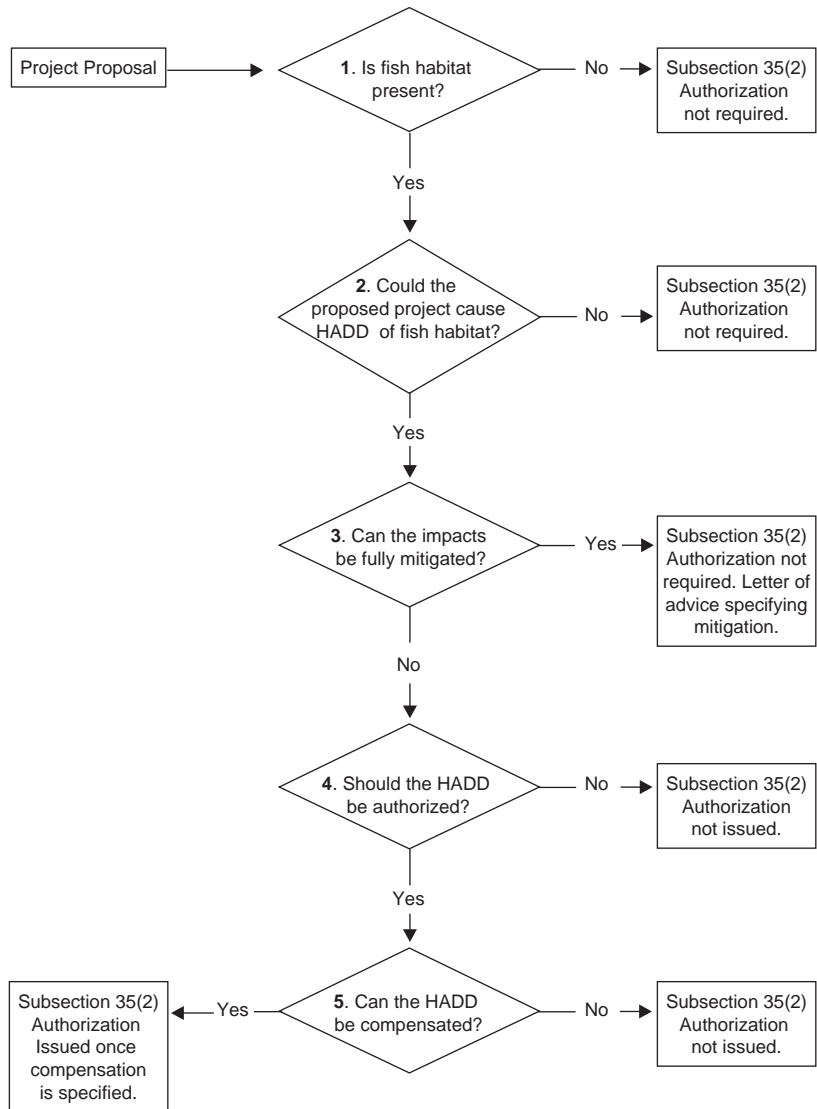 Project Proposal
1. Is fish habitat
present?
No
Subsection 35(2)
Authorization
not required.
Yes
2. Could the
proposed project cause
HADD of fish habitat?
No
Subsection 35(2)
Authorization
not required.
Yes
3. Can the impacts
be fully mitigated?
Yes
Subsection 35(2)
Authorization not
required. Letter of
advice specifying
mitigation.
No
4. Should the HADD
be authorized?
No
Subsection 35(2)
Authorization
not issued.
Yes
5. Can the HADD
be compensated?
Yes
Subsection 35(2)
Authorization
Issued once
compensation
is specified.
No
Subsection 35(2)
Authorization
not issued.